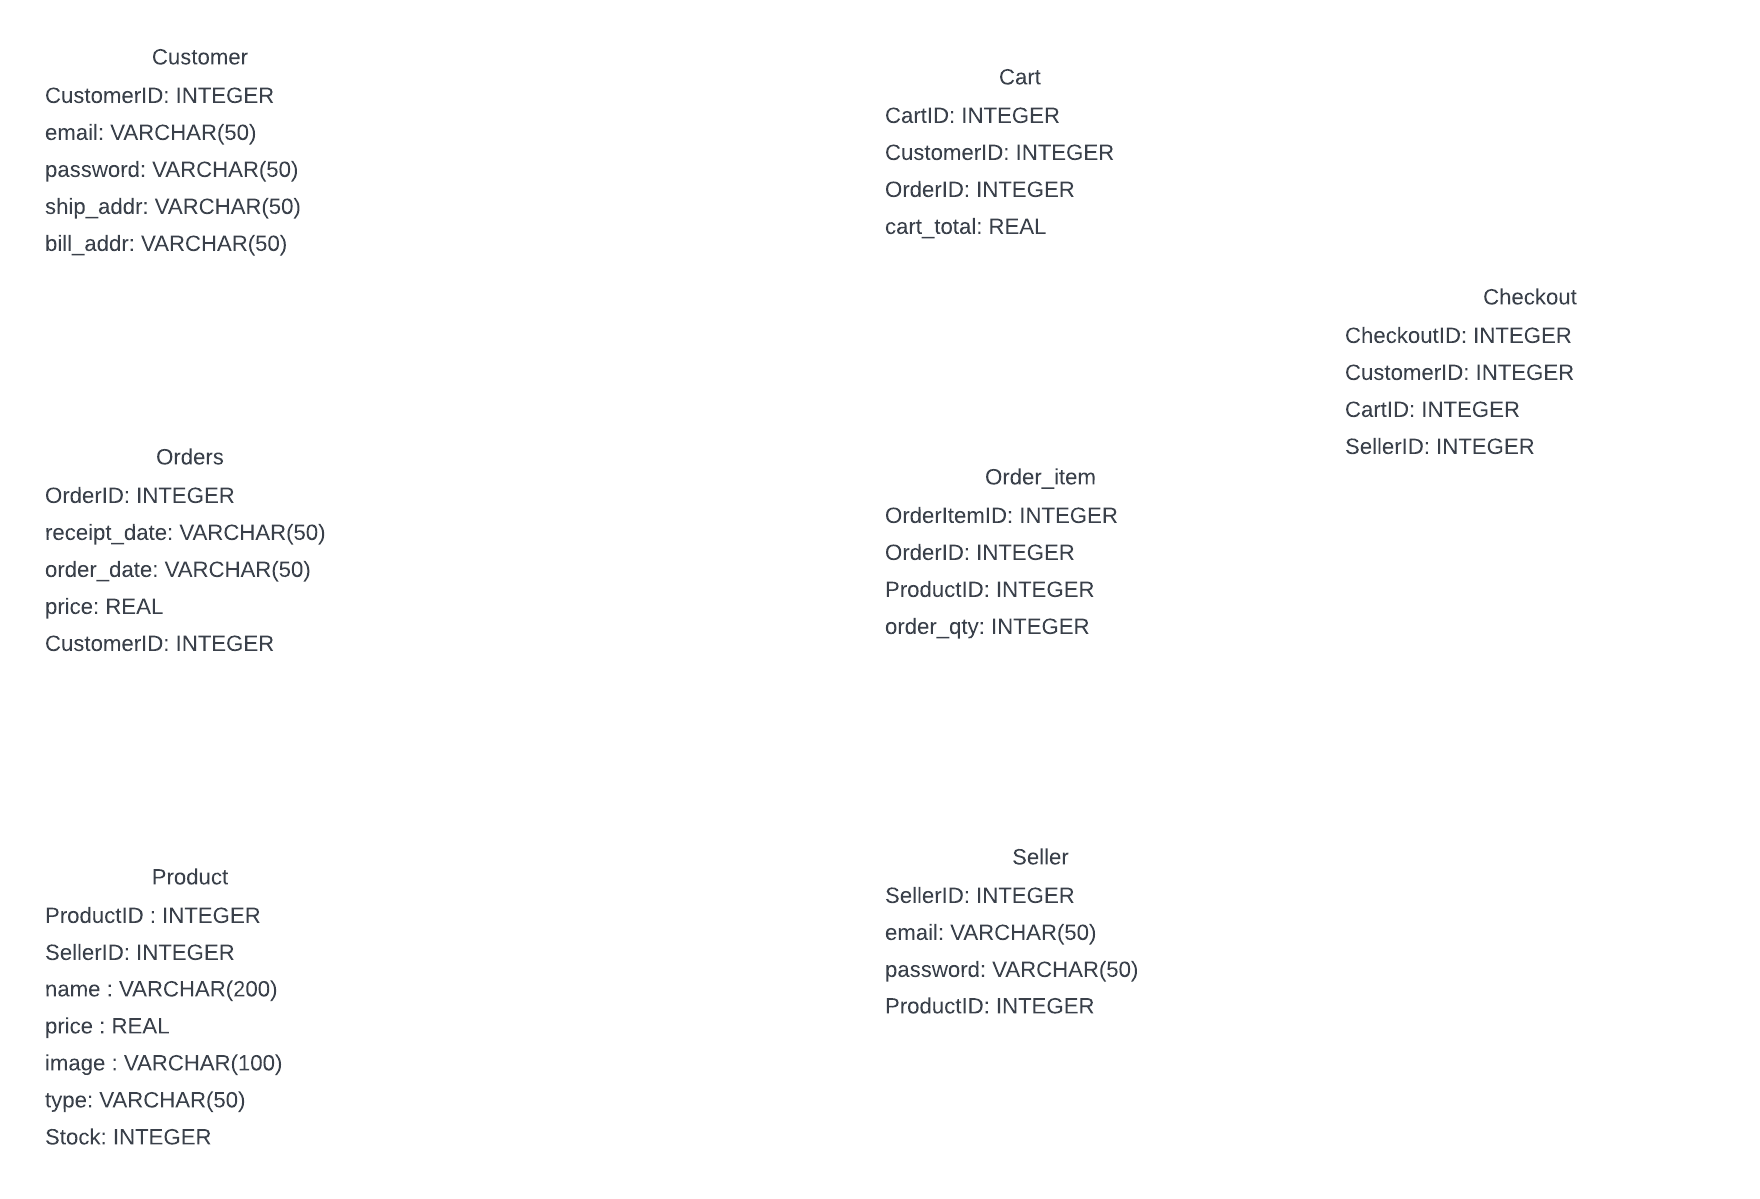 Customer
CustomerID: INTEGER
email: VARCHAR(50)
password: VARCHAR(50)
ship_addr: VARCHAR(50)
bill_addr: VARCHAR(50)
Cart
CartID: INTEGER
CustomerID: INTEGER
OrderID: INTEGER
cart_total: REAL
Checkout
CheckoutID: INTEGER
CustomerID: INTEGER
CartID: INTEGER
SellerID: INTEGER
Orders
OrderID: INTEGER
receipt_date: VARCHAR(50)
order_date: VARCHAR(50)
price: REAL
CustomerID: INTEGER
Order_item
OrderItemID: INTEGER
OrderID: INTEGER
ProductID: INTEGER
order_qty: INTEGER
Product
ProductID : INTEGER
SellerID: INTEGER
name : VARCHAR(200)
price : REAL
image : VARCHAR(100)
type: VARCHAR(50)
Stock: INTEGER
Seller
SellerID: INTEGER
email: VARCHAR(50)
password: VARCHAR(50)
ProductID: INTEGER